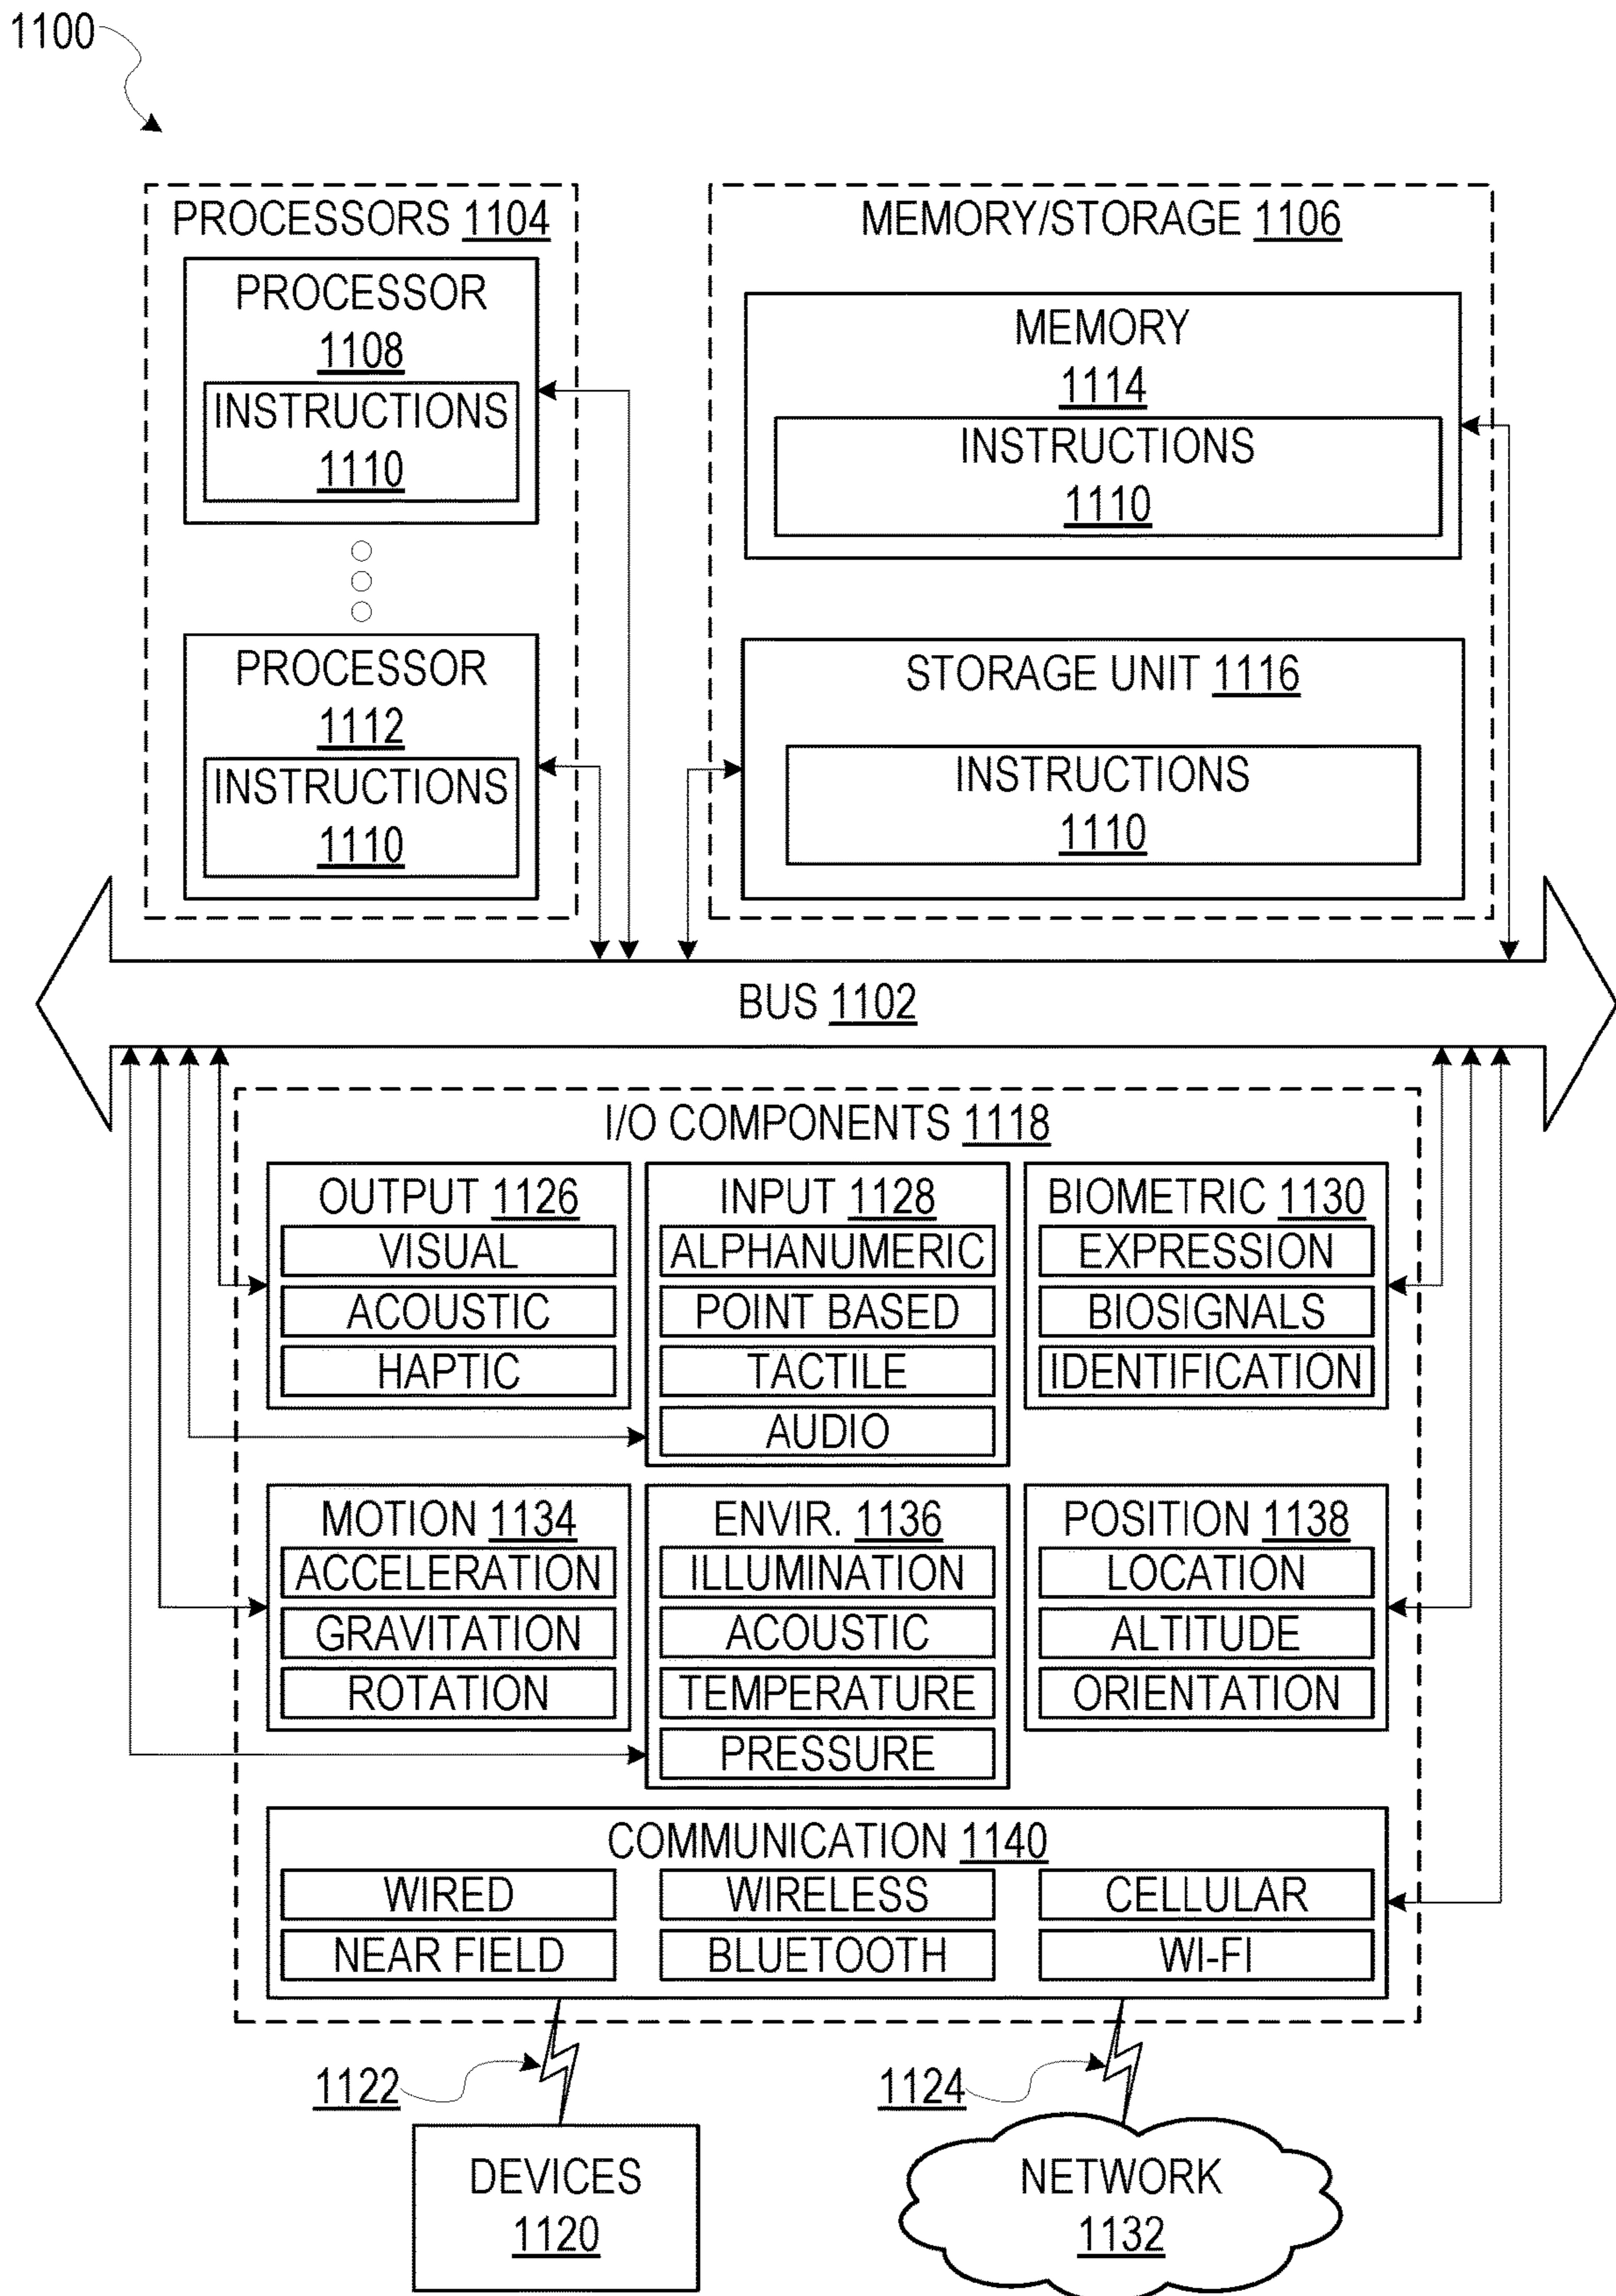 1100
PROCESSORS 1104
PROCESSOR
1108
INSTRUCTIONS
1110
PROCESSOR
1112
INSTRUCTIONS
1110
MEMORY/STORAGE 1106
MEMORY
1114
INSTRUCTIONS
1110
STORAGE UNIT 1116
INSTRUCTIONS
1110
BUS 1102
I/O COMPONENTS 1118
OUTPUT 1126
VISUAL
ACOUSTIC
HAPTIC
INPUT 1128
ALPHANUMERIC
POINT BASED
TACTILE
AUDIO
BIOMETRIC 1130
EXPRESSION
BIOSIGNALS
IDENTIFICATION
MOTION 1134
ACCELERATION
GRAVITATION
ROTATION
ENVIR. 1136
ILLUMINATION
ACOUSTIC
TEMPERATURE
PRESSURE
POSITION 1138
LOCATION
ALTITUDE
ORIENTATION
COMMUNICATION 1140
WIRED
WIRELESS
CELLULAR
NEAR FIELD
BLUETOOTH
WI-FI
1122
1124
DEVICES
1120
NETWORK
1132